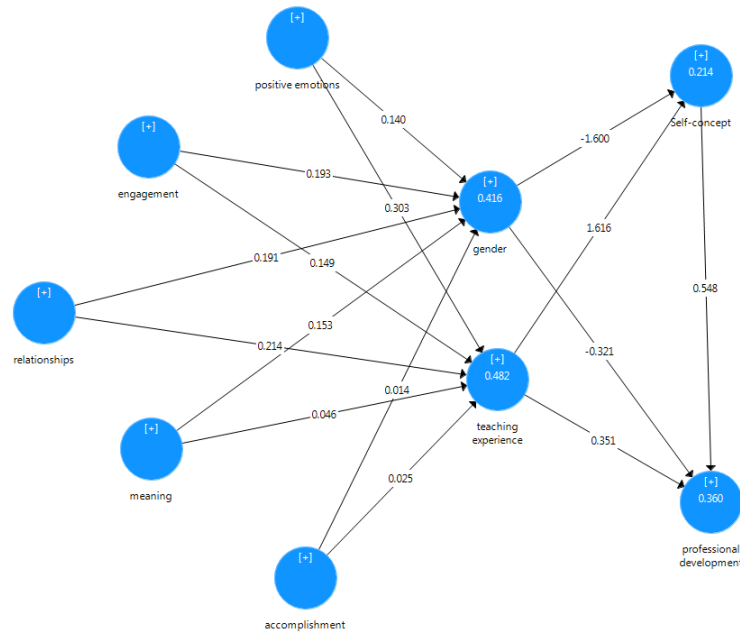 [+]
positive emotions
[+]
0.214
Self-concept
[+]
engagement
0.140
-1.600
0.193
[+]
0.416
gender
0.303
0.191
1.616
0.149
[+]
relationships
0.548
0.153
0.214
-0.321
[+]
0.482
teaching
experience
0.014
0.046
0.351
[+]
meaning
0.025
[+]
0.360
professional
development
[+]
accomplishment